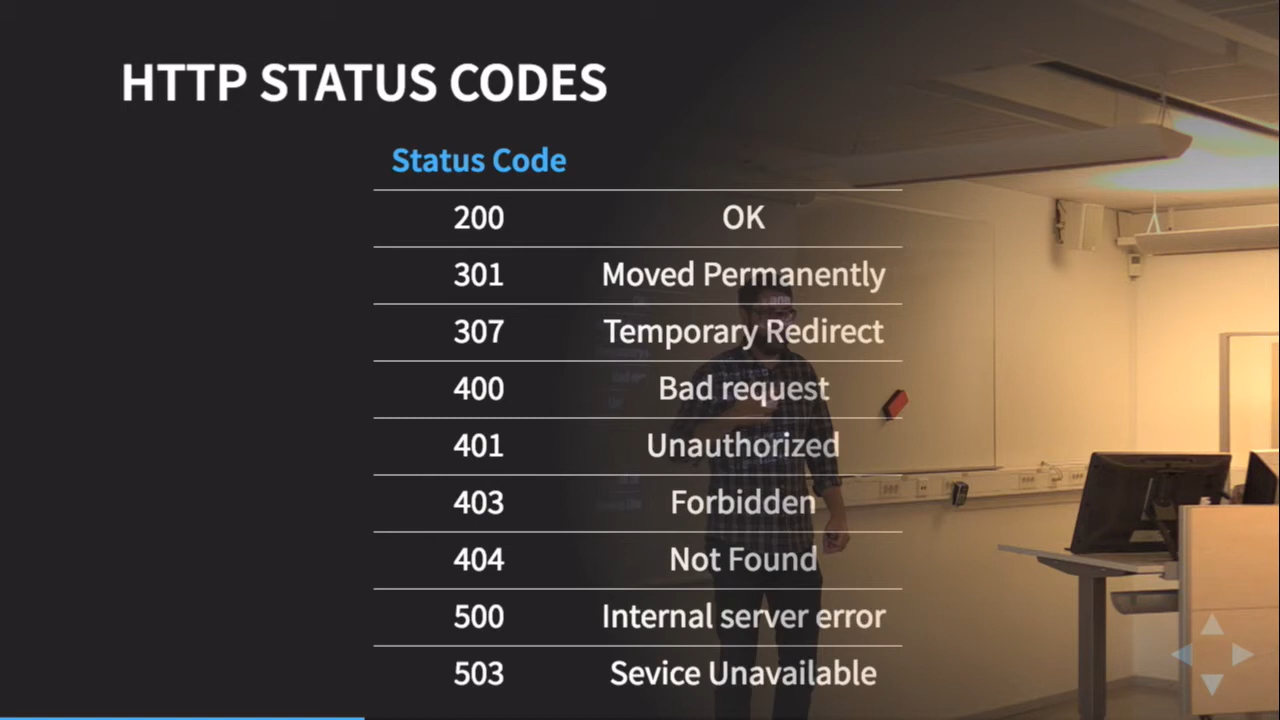 HTTP STATUS CODES
Status Code
200 OK
301 Moved Permanently
307 Temporary Redirect
400 Bad request
401 Unauthorized
403 Forbidden
404 Not Found
500 Internal server error
503 Sevice Unavailable